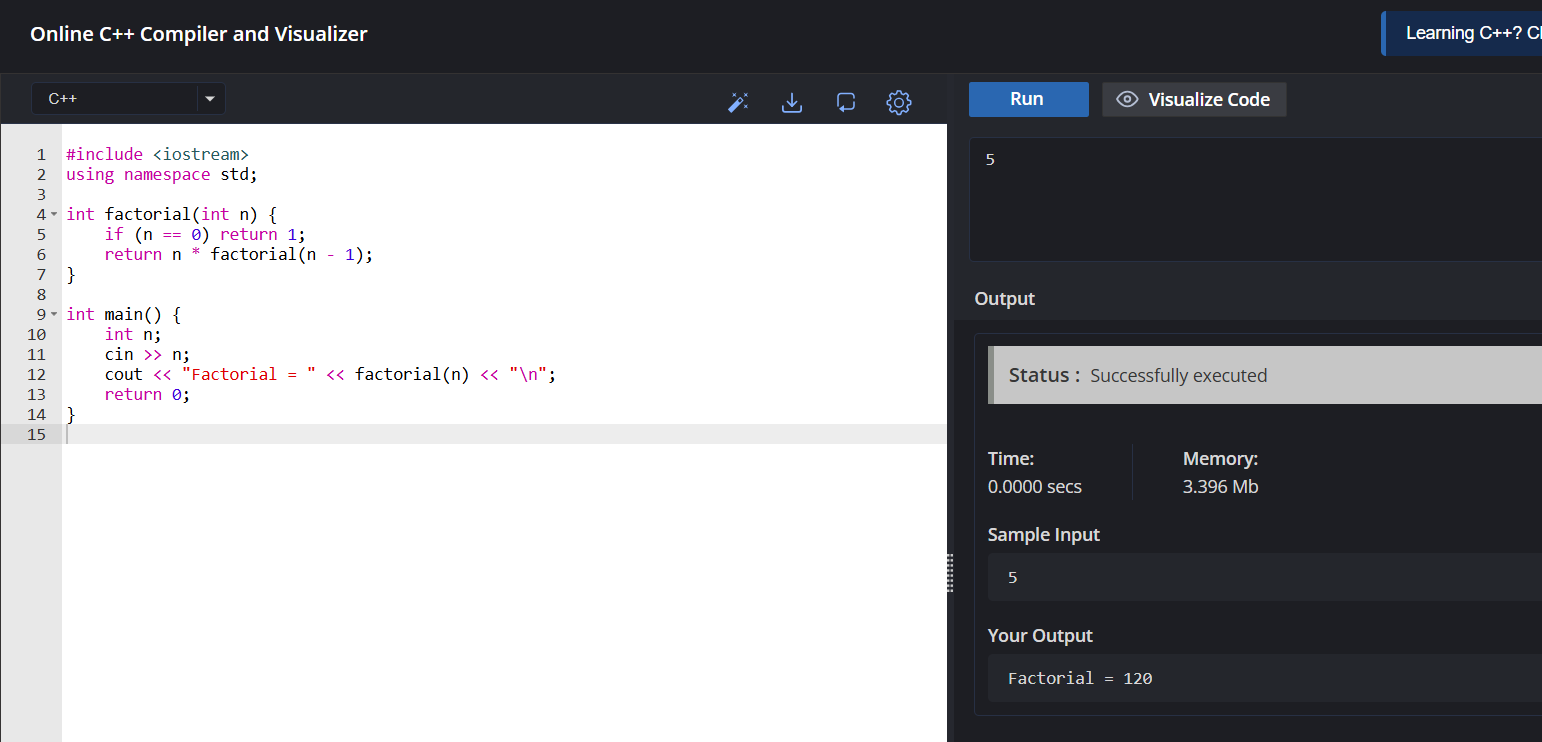 Online C++ Compiler and Visualizer
Learning C++?
C++
1 #include <iostream>
2 using namespace std;
3
4 int factorial(int n) {
5     if (n == 0) return 1;
6     return n * factorial(n - 1);
7 }
8
9 int main() {
10     int n;
11     cin >> n;
12     cout << "Factorial = " << factorial(n) << "\n";
13     return 0;
14 }
15
Run Visualize Code
5
Output
Status : Successfully executed
Time: Memory:
0.0000 secs 3.396 Mb
Sample Input
5
Your Output
Factorial = 120